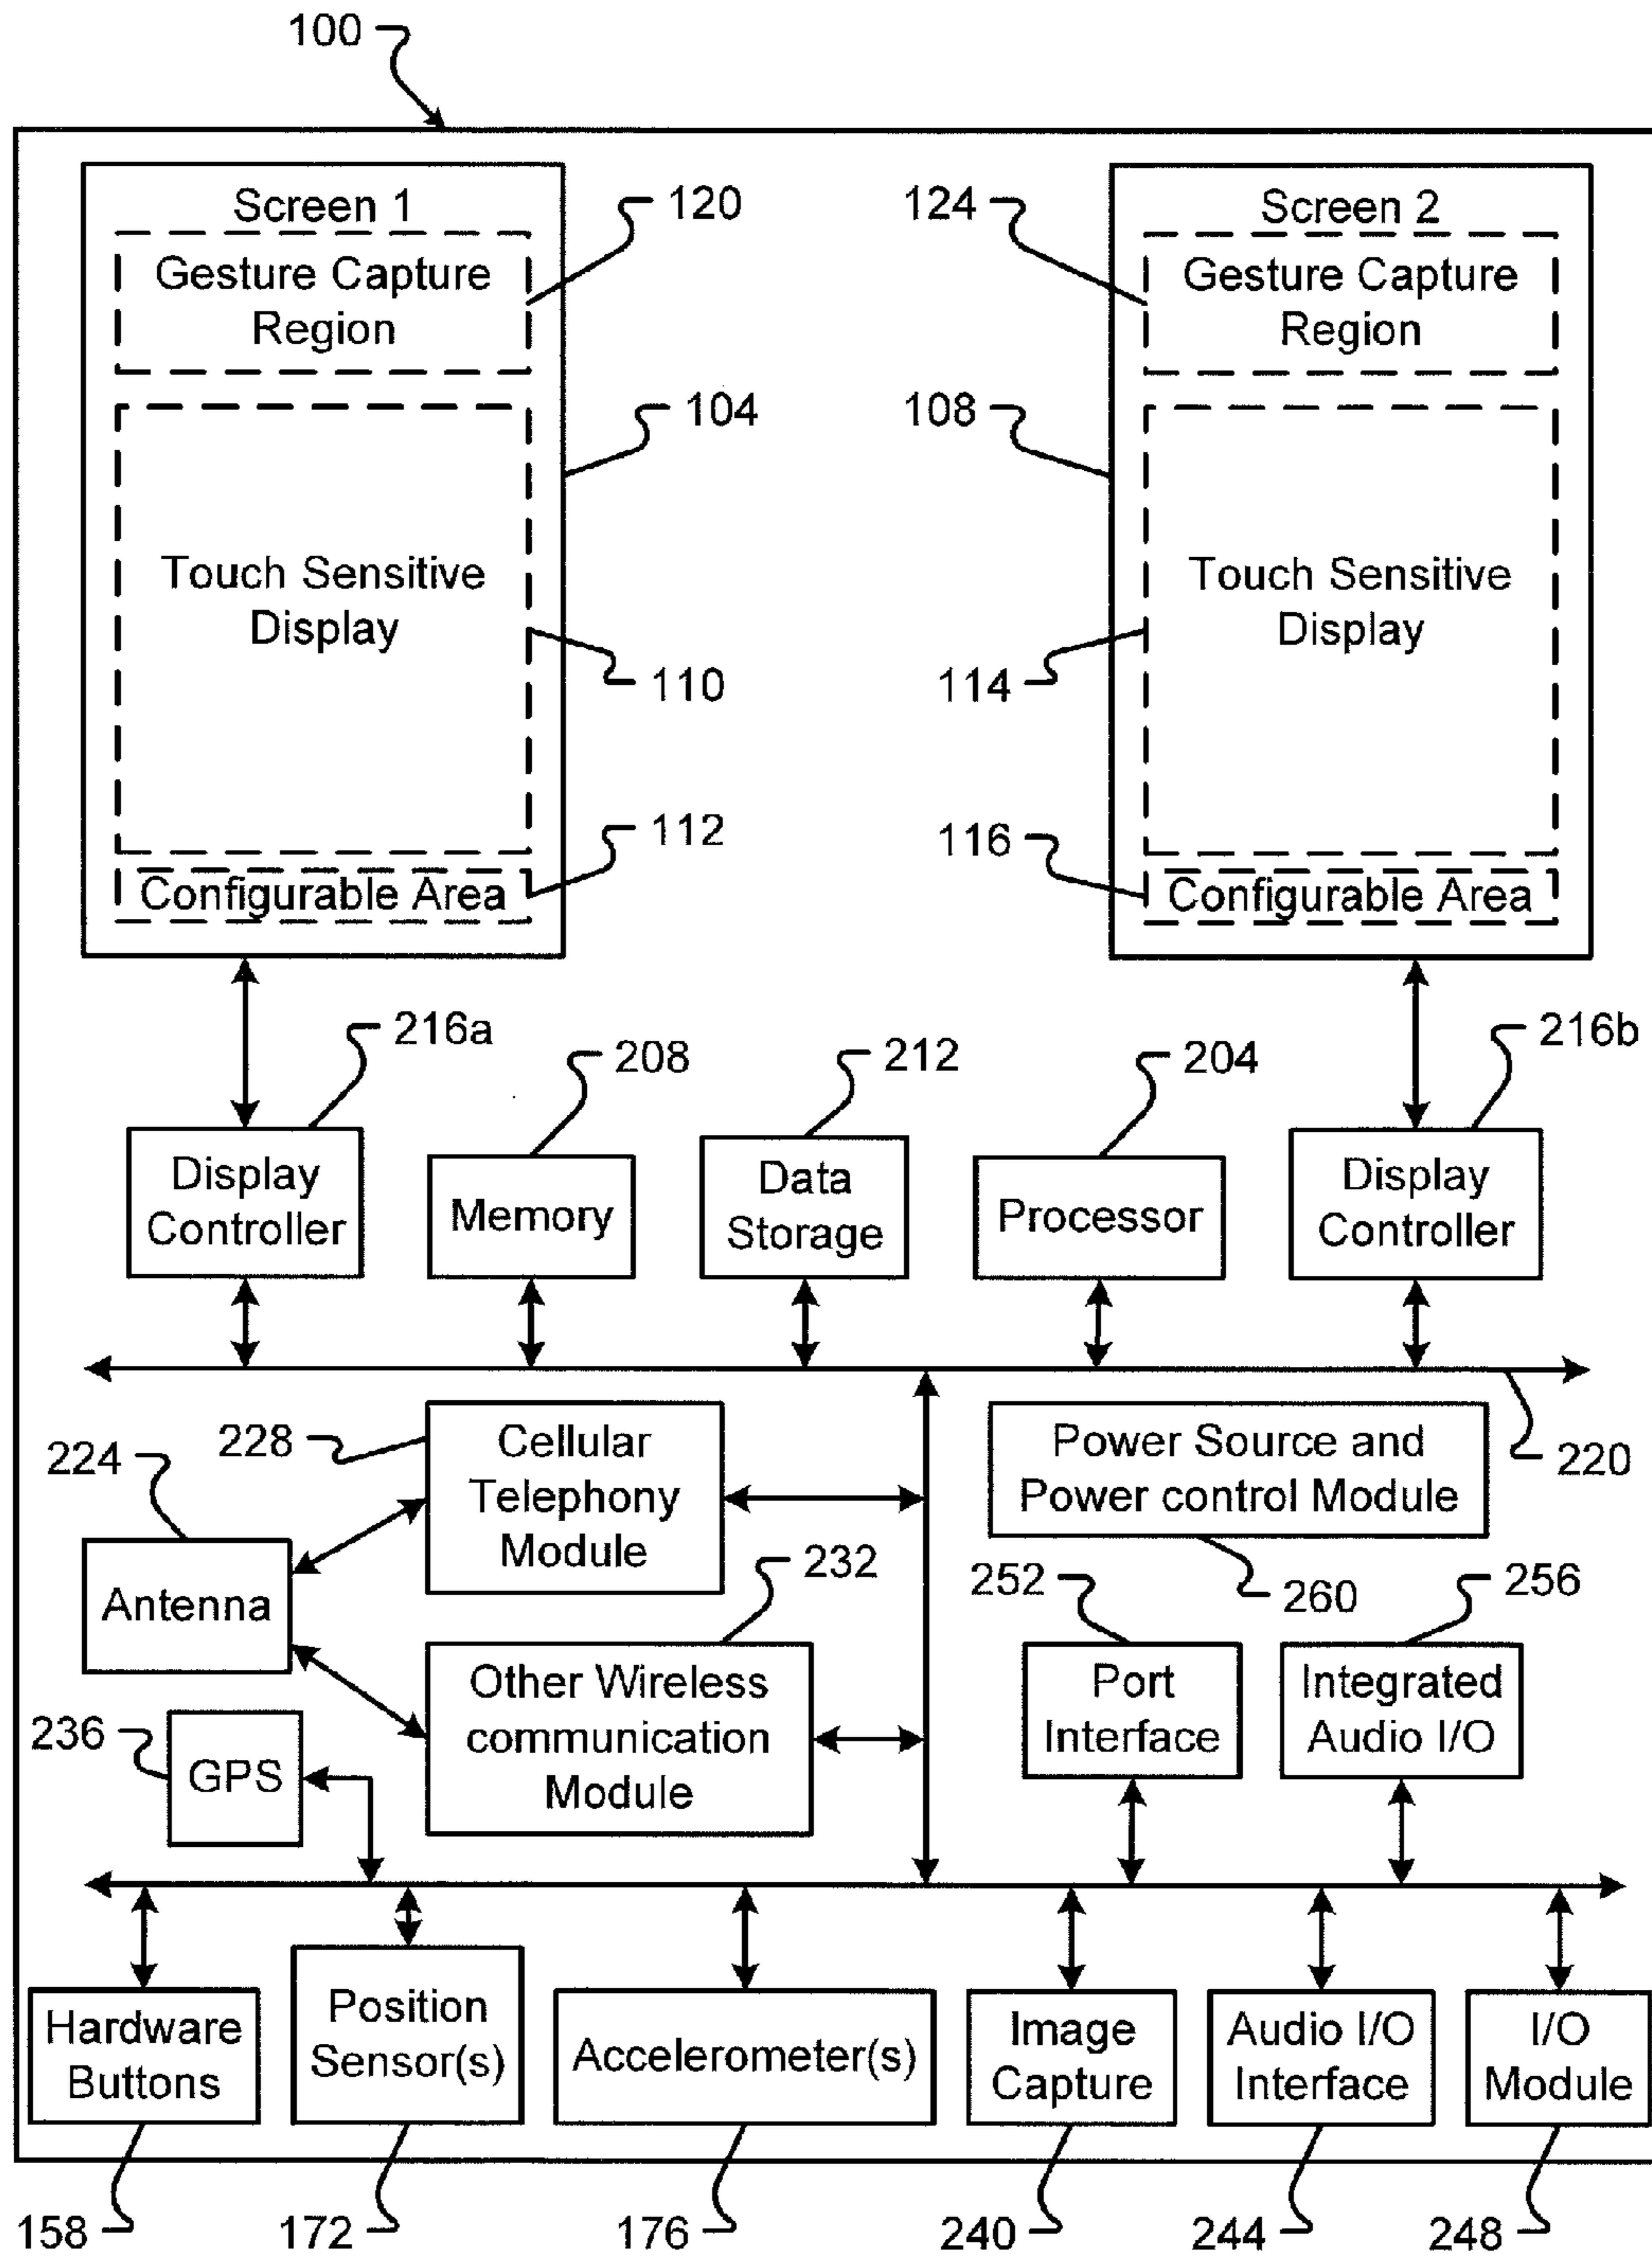 100
Screen 1
Gesture Capture
Region
120
104
Touch Sensitive
Display
110
112
Configurable Area
Screen 2
124
Gesture Capture
Region
108
Touch Sensitive
Display
114
116
Configurable Area
216a
208
212
204
216b
Display
Controller
Memory
Data
Storage
Processor
Display
Controller
220
228
Cellular
Telephony
Module
224
Antenna
232
Other Wireless
communication
Module
236
GPS
Power Source and
Power control Module
260
252
256
Port
Interface
Integrated
Audio I/O
Hardware
Buttons
Position
Sensor(s)
Accelerometer(s)
Image
Capture
Audio I/O
Interface
I/O
Module
158
172
176
240
244
248